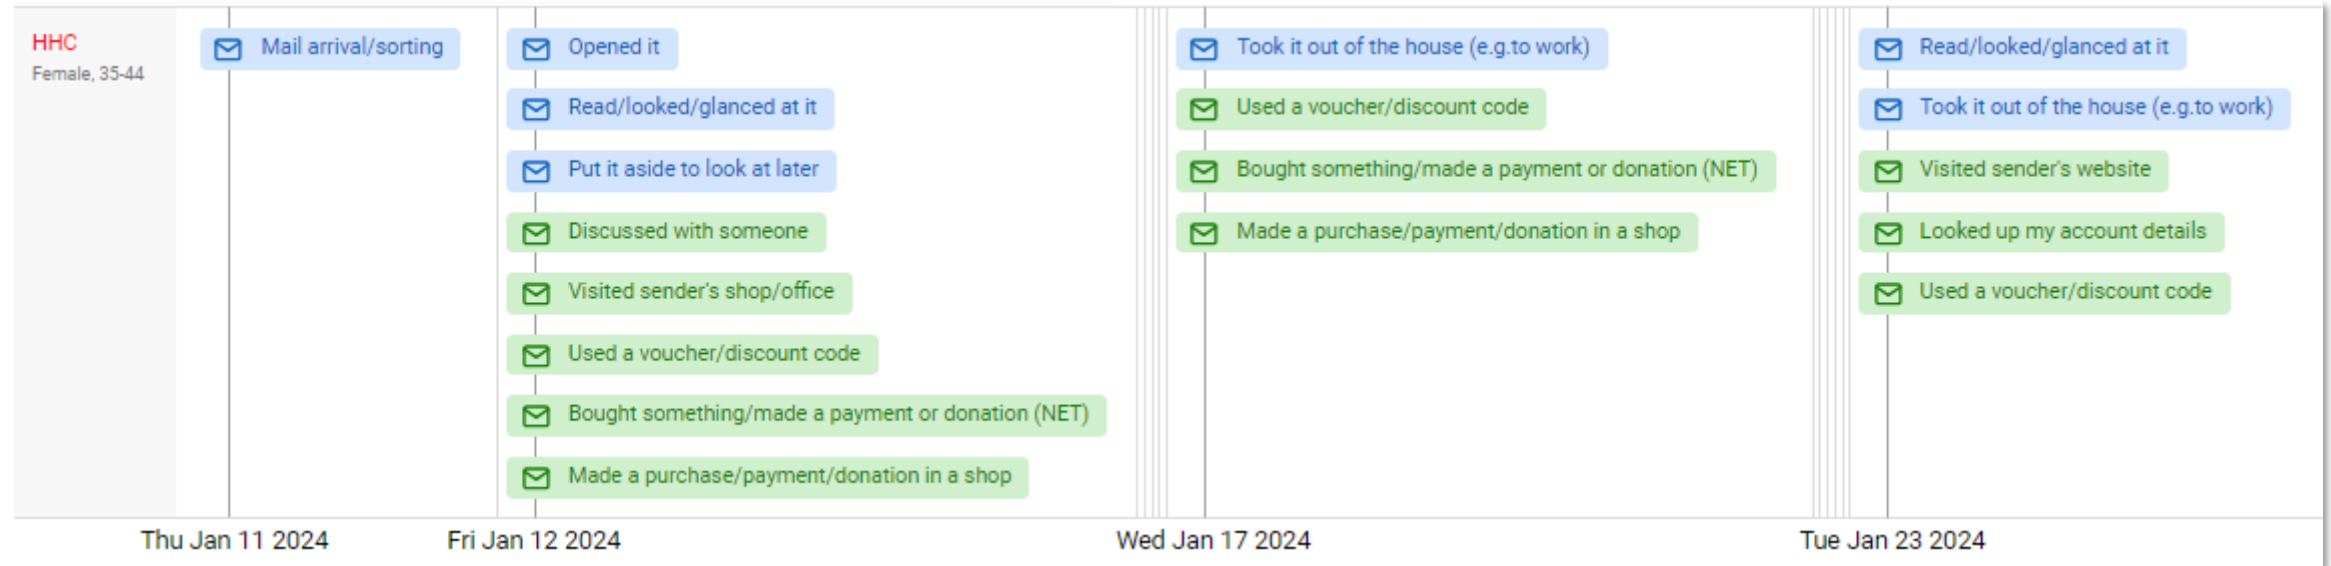 HHC
Female, 35-44
Mail arrival/sorting
Opened it
Read/looked/glanced at it
Put it aside to look at later
Discussed with someone
Visited sender's shop/office
Used a voucher/discount code
Bought something/made a payment or donation (NET)
Made a purchase/payment/donation in a shop
Took it out of the house (e.g.to work)
Used a voucher/discount code
Bought something/made a payment or donation (NET)
Made a purchase/payment/donation in a shop
Read/looked/glanced at it
Took it out of the house (e.g.to work)
Visited sender's website
Looked up my account details
Used a voucher/discount code
Thu Jan 11 2024
Fri Jan 12 2024
Wed Jan 17 2024
Tue Jan 23 2024